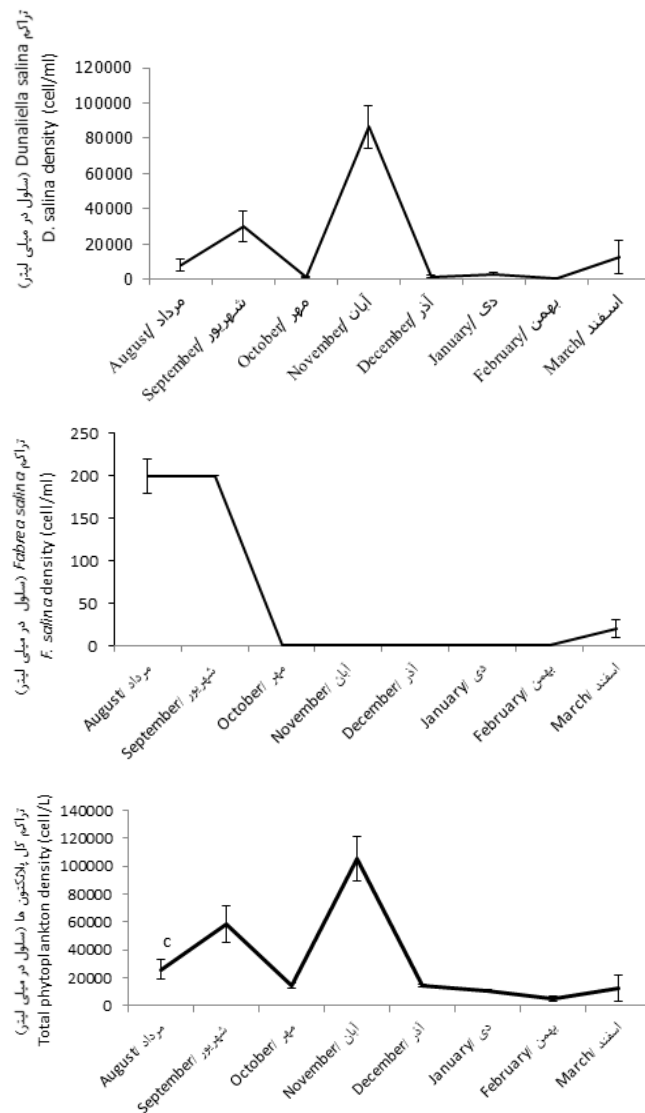 تراکم Dunaliella salina (سلول در میلی لیتر)
D. salina density (cell/ml)
120000
100000
80000
60000
40000
20000
0
August/ مرداد
September/ شهریور
October/ مهر
November/ آبان
December/ آذر
January/ دی
February/ بهمن
March/ اسفند
تراکم Fabrea salina (سلول در میلی لیتر)
F. salina density (cell/ml)
250
200
150
100
50
0
August/ مرداد
September/ شهریور
October/ مهر
November/ آبان
December/ آذر
January/ دی
February/ بهمن
March/ اسفند
تراکم کل پلانکتون ها (سلول در میلی لیتر)
Total phytoplankton density (cell/L)
140000
120000
100000
80000
60000
40000
20000
0
c
August/ مرداد
September/ شهریور
October/ مهر
November/ آبان
December/ آذر
January/ دی
February/ بهمن
March/ اسفند